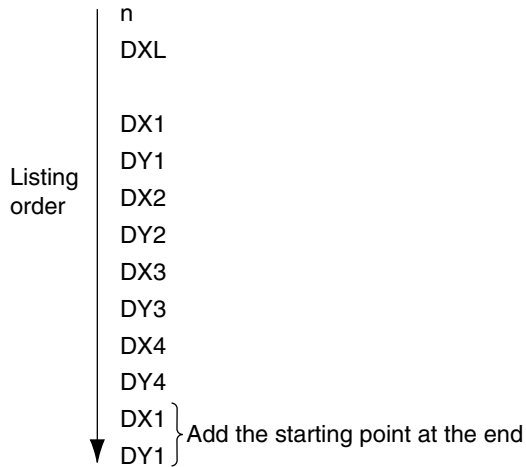 n
DXL
DX1
DY1
Listing
order
DX2
DY2
DX3
DY3
DX4
DY4
DX1
DY1
Add the starting point at the end